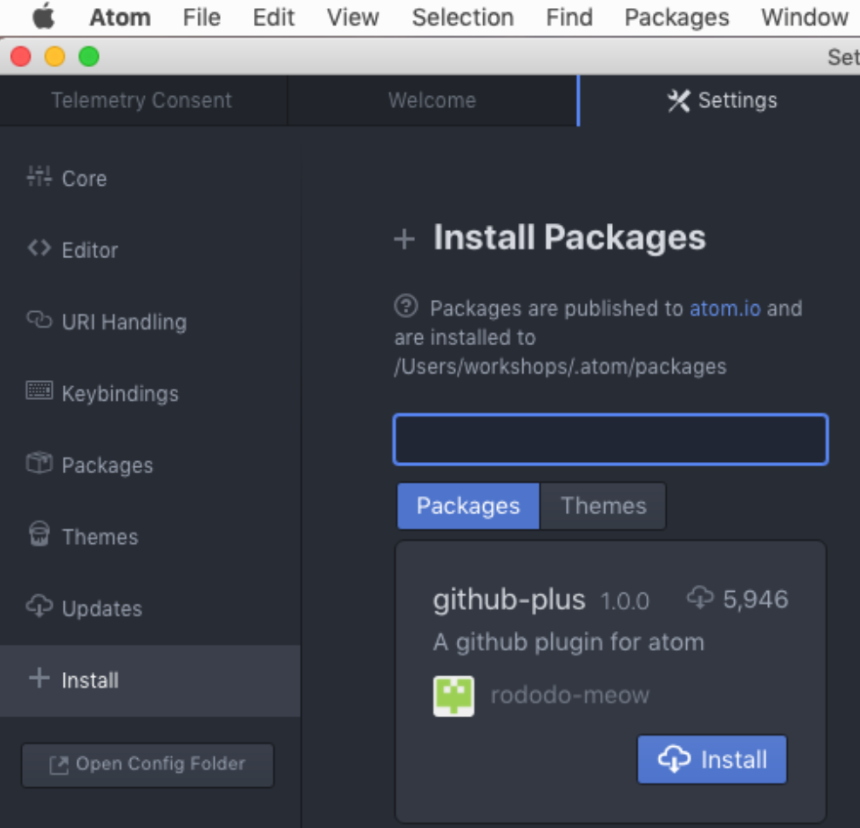 Atom File Edit View Selection Find Packages Window
Telemetry Consent Welcome Settings
Core
Editor
URI Handling
Keybindings
Packages
Themes
Updates
Install
Open Config Folder
Install Packages
Packages are published to atom.io and
are installed to
/Users/workshops/.atom/packages
Packages Themes
github-plus 1.0.0 5,946
A github plugin for atom
rododo-meow
Install